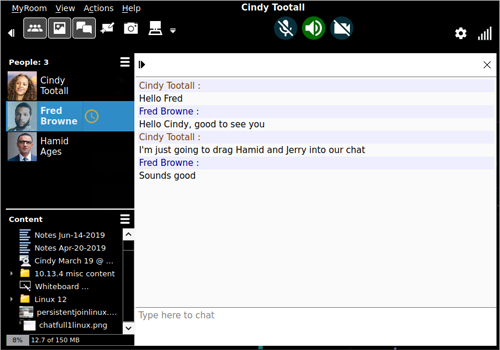 Cindy Tootall
MyRoom View Actions Help
People: 3
Cindy
Tootall
Fred
Browne
Hamid
Ages
Cindy Tootall :
Hello Fred
Fred Browne :
Hello Cindy, good to see you
Cindy Tootall :
I'm just going to drag Hamid and Jerry into our chat
Fred Browne :
Sounds good
Type here to chat
Content
Notes Jun-14-2019
Notes Apr-20-2019
Cindy March 19 @ ...
10.13.4 misc content
Whiteboard ...
Linux 12
persistentjoinlinux....
chatfull1linux.png
8% 12.7 of 150 MB